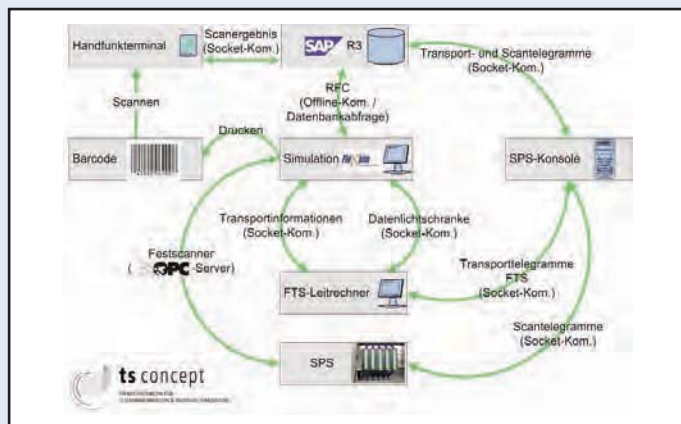 Handfunkterminal
Scanergebnis
(Socket-Kom.)
SAP R3
Transport- und Scantelegramme
(Socket-Kom.)
Scannen
RFC
(Offline-Kom. /
Datenbankabfrage)
Drucken
Barcode
Simulation
SPS-Konsole
Transportinformationen
(Socket-Kom.)
Datenlichtschranke
(Socket-Kom.)
Festscanner
( OPC-Server)
FTS-Leitrechner
Transporttelegramme
FTS
(Socket-Kom.)
Scantelegramme
(Socket-Kom.)
SPS
ts concept